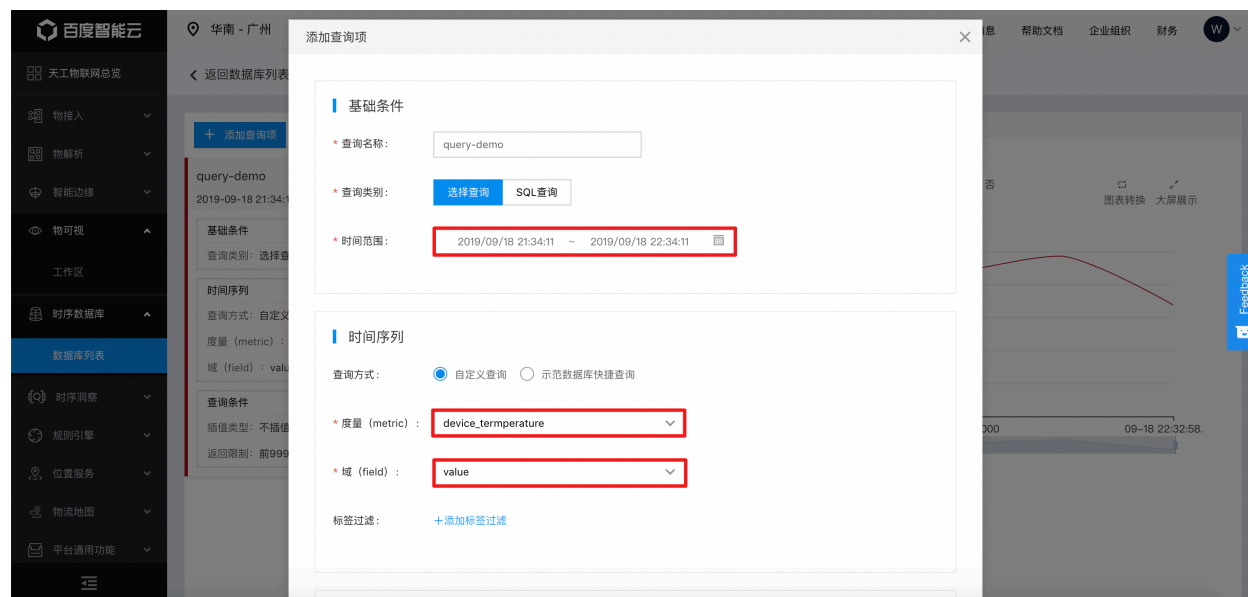 百度智能云
华南 - 广州
息
帮助文档
企业组织
财务
W
天工物联网总览
物接入
物解析
智能边缘
物可视
工作区
时序数据库
数据库列表
时序洞察
规则引擎
位置服务
物流地图
平台通用功能
返回数据库列表
+ 添加查询项
query-demo
2019-09-18 21:34:1
基础条件
查询类别: 选择查
时间序列
查询方式: 自定义
度量 (metric) :
域 (field) : valu
查询条件
插值类型: 不插值
返回限制: 前999
添加查询项
基础条件
* 查询名称: query-demo
* 查询类别: 选择查询 SQL查询
* 时间范围: 2019/09/18 21:34:11 ~ 2019/09/18 22:34:11
时间序列
查询方式: 自定义查询 示范数据库快捷查询
* 度量 (metric) : device_termperature
* 域 (field) : value
标签过滤: +添加标签过滤
否
图表转换 大屏展示
000
09-18 22:32:58.
Feedback